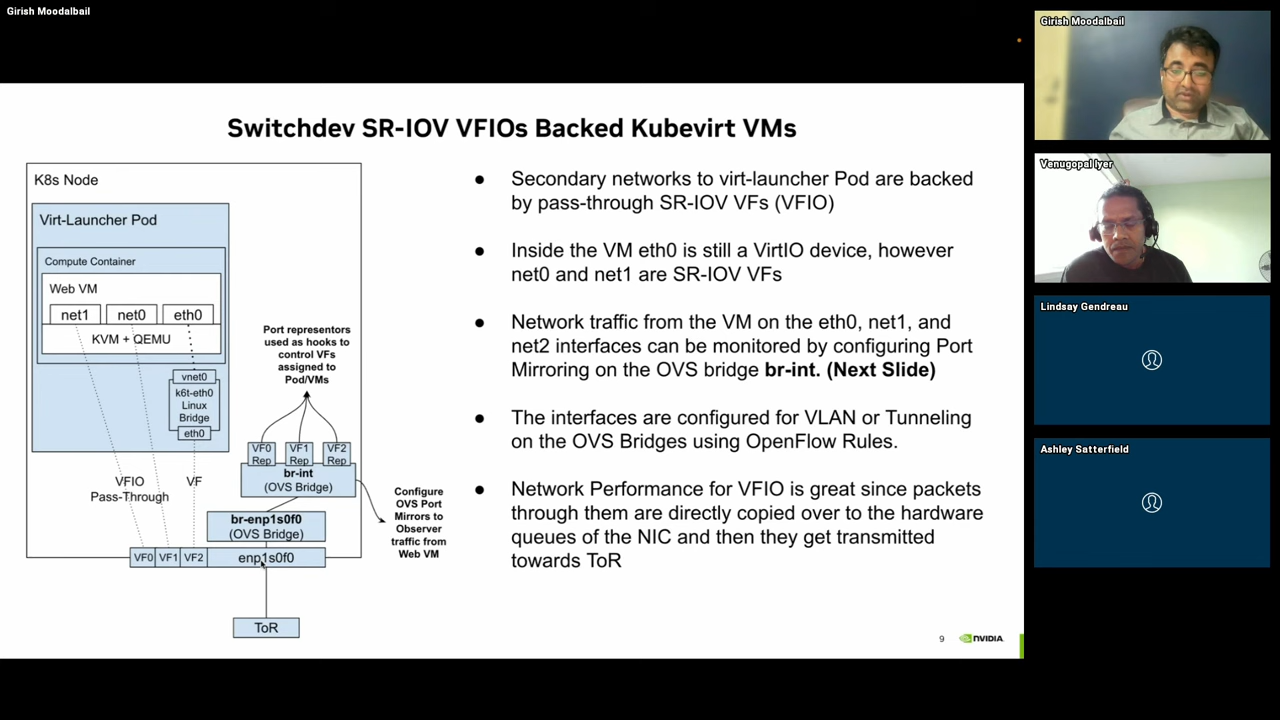 Girish Moodalbail
Switchdev SR-IOV VFIOs Backed Kubevirt VMs
K8s Node
Virt-Launcher Pod
Compute Container
Web VM
net1
net0
eth0
KVM + QEMU
vnet0
k6t-eth0
Linux
Bridge
eth0
VFIO
Pass-Through
VF
Port representors
used as hooks to
control VFs
assigned to
Pod/VMs
VF0
Rep
VF1
Rep
VF2
Rep
br-int
(OVS Bridge)
br-enp1s0f0
(OVS Bridge)
VF0
VF1
VF2
enp1s0f0
ToR
Configure
OVS Port
Mirrors to
Observer
traffic from
Web VM
● Secondary networks to virt-launcher Pod are backed
by pass-through SR-IOV VFs (VFIO)
● Inside the VM eth0 is still a VirtIO device, however
net0 and net1 are SR-IOV VFs
● Network traffic from the VM on the eth0, net1, and
net2 interfaces can be monitored by configuring Port
Mirroring on the OVS bridge br-int. (Next Slide)
● The interfaces are configured for VLAN or Tunneling
on the OVS Bridges using OpenFlow Rules.
● Network Performance for VFIO is great since packets
through them are directly copied over to the hardware
queues of the NIC and then they get transmitted
towards ToR
9
NVIDIA
Girish Moodalbail
Venugopal Iyer
Lindsay Gendreau
Ashley Satterfield